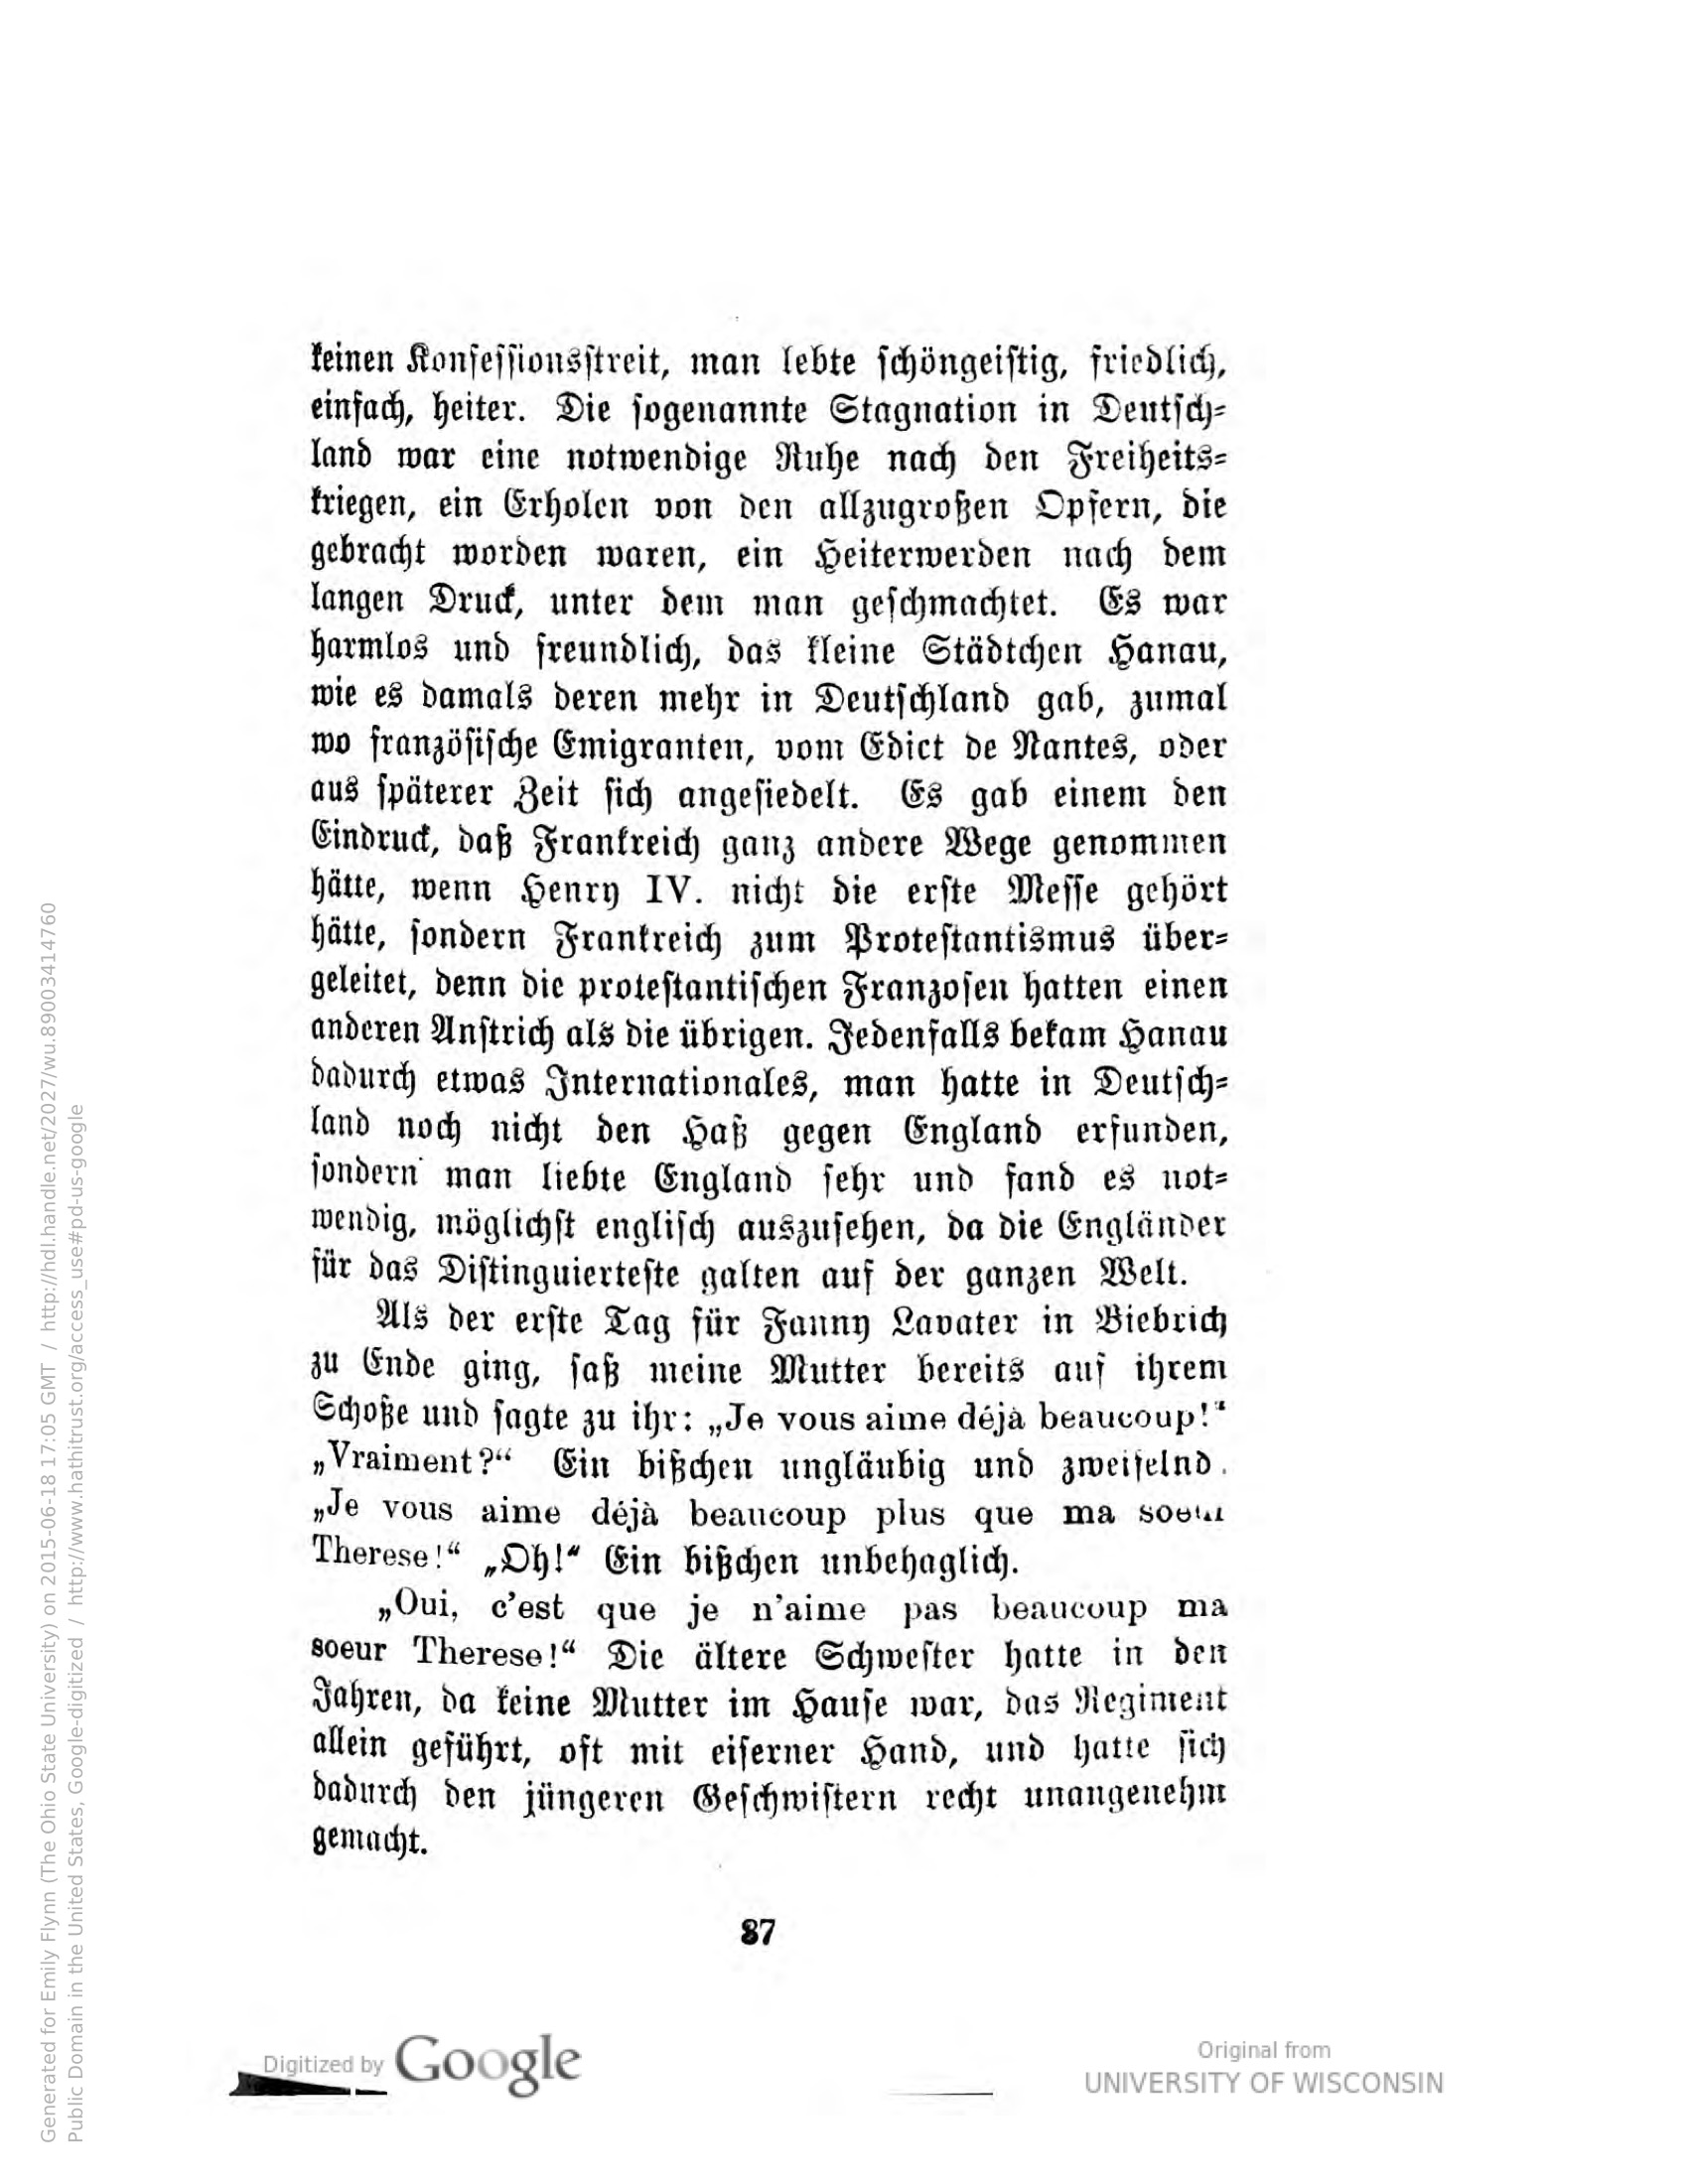 keinen Konfessionsstreit, man lebte schöngeistig, friedlich,
einfach, heiter. Die sogenannte Stagnation in Deutsch-
land war eine notwendige Ruhe nach den Freiheits-
kriegen, ein Erholen von den allzugroßen Opfern, die
gebracht worden waren, ein Heiterwerden nach dem
langen Druck, unter dem man geschmachtet. Es war
harmlos und freundlich, das kleine Städtchen Hanau,
wie es damals deren mehr in Deutschland gab, zumal
wo französische Emigranten, vom Edict de Nantes, oder
aus späterer Zeit sich angesiedelt. Es gab einem den
Eindruck, daß Frankreich ganz andere Wege genommen
hätte, wenn Henry IV. nicht die erste Messe gehört
hätte, sondern Frankreich zum Protestantismus über-
geleitet, denn die protestantischen Franzosen hatten einen
anderen Anstrich als die übrigen. Jedenfalls bekam Hanau
dadurch etwas Internationales, man hatte in Deutsch-
land noch nicht den Haß gegen England erfunden,
sondern man liebte England sehr und fand es not-
wendig, möglichst englisch auszusehen, da die Engländer
für das Distinguierteste galten auf der ganzen Welt.
Als der erste Tag für Fanny Lavater in Biebrich
zu Ende ging, saß meine Mutter bereits auf ihrem
Schoße und sagte zu ihr: „Je vous aime déjà beaucoup!“
„Vraiment?“ Ein bißchen ungläubig und zweifelnd.
„Je vous aime déjà beaucoup plus que ma soeur
Therese!“ „Oh!“ Ein bißchen unbehaglich.
„Oui, c’est que je n’aime pas beaucoup ma
soeur Therese!“ Die ältere Schwester hatte in den
Jahren, da keine Mutter im Hause war, das Regiment
allein geführt, oft mit eiserner Hand, und hatte sich
dadurch den jüngeren Geschwistern recht unangenehm
gemacht.
87
Digitized by Google
Original from
UNIVERSITY OF WISCONSIN
Generated for Emily Flynn (The Ohio State University) on 2015-06-18 17:05 GMT / http://hdl.handle.net/2027/wu.89003414760
Public Domain in the United States, Google-digitized / http://www.hathitrust.org/access_use#pd-us-google